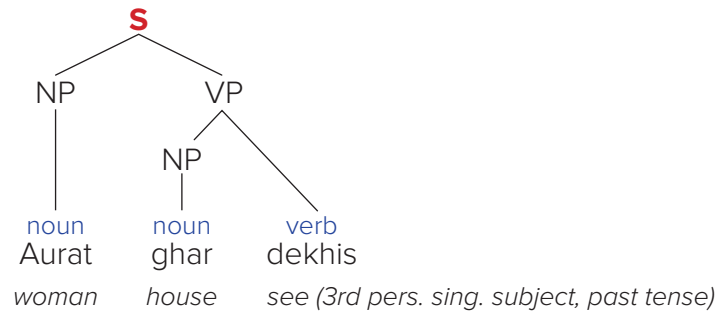 S
NP VP
NP
noun noun verb
Aurat ghar dekhis
woman house see (3rd pers. sing. subject, past tense)